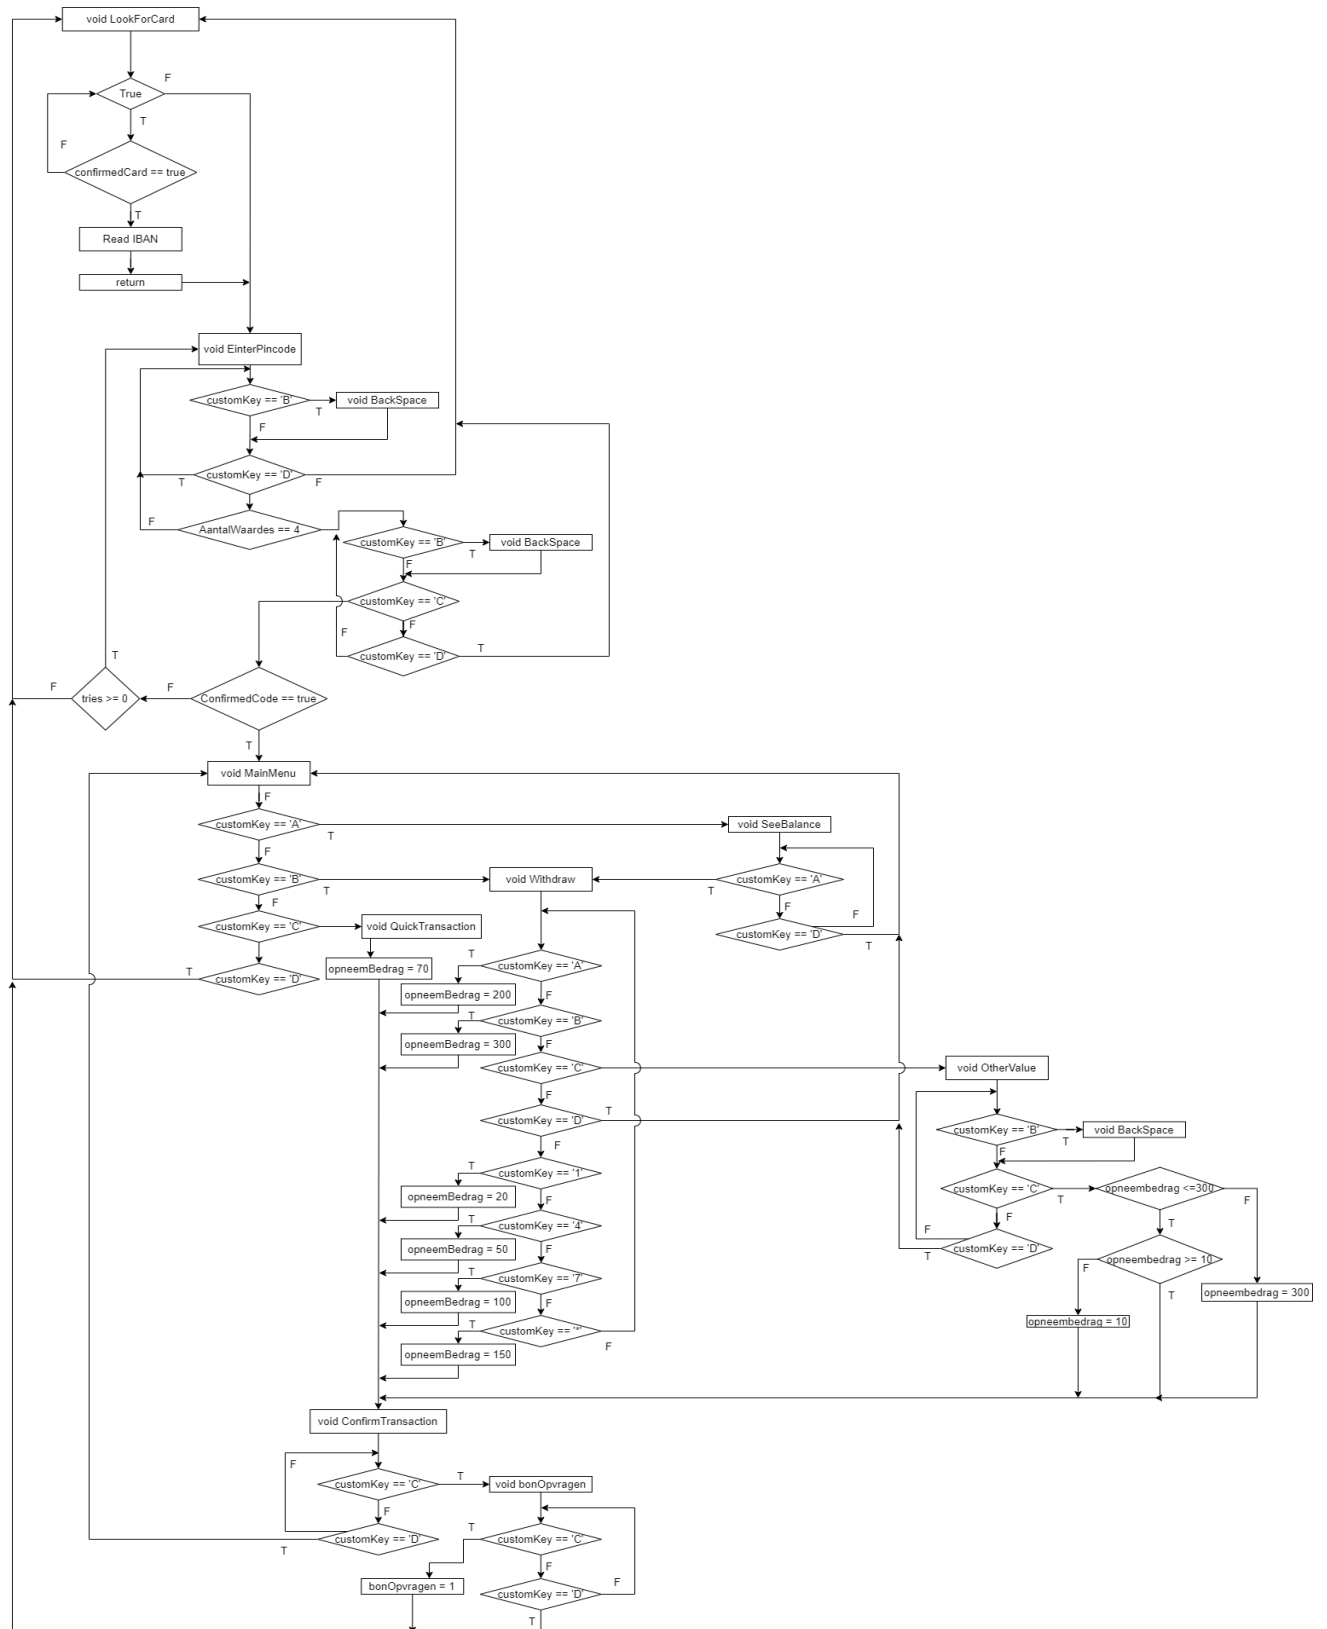 void LookForCard
F
True
T
F
confirmedCard == true
T
Read IBAN
return
void EinterPincode
customKey == 'B'
T
void BackSpace
F
customKey == 'D'
T
F
F
AantalWaardes == 4
customKey == 'B'
T
void BackSpace
F
customKey == 'C'
F
F
customKey == 'D'
T
T
F
tries >= 0
F
ConfirmedCode == true
T
void MainMenu
F
customKey == 'A'
T
void SeeBalance
F
customKey == 'B'
T
void Withdraw
T
customKey == 'A'
F
F
F
customKey == 'C'
void QuickTransaction
customKey == 'D'
T
T
customKey == 'D'
opneemBedrag = 70
T
customKey == 'A'
opneemBedrag = 200
F
T
customKey == 'B'
opneemBedrag = 300
F
customKey == 'C'
void OtherValue
F
customKey == 'D'
T
customKey == 'B'
T
void BackSpace
F
F
T
customKey == '1'
opneemBedrag = 20
F
customKey == 'C'
T
opneembedrag <=300
F
T
customKey == '4'
F
T
F
customKey == 'D'
T
opneemBedrag = 50
F
opneembedrag >= 10
F
T
T
customKey == '7'
opneemBedrag = 100
F
opneembedrag = 300
opneembedrag = 10
T
customKey == '*'
F
opneemBedrag = 150
void ConfirmTransaction
F
customKey == 'C'
T
void bonOpvragen
F
customKey == 'D'
T
T
customKey == 'C'
F
bonOpvragen = 1
customKey == 'D'
F
T